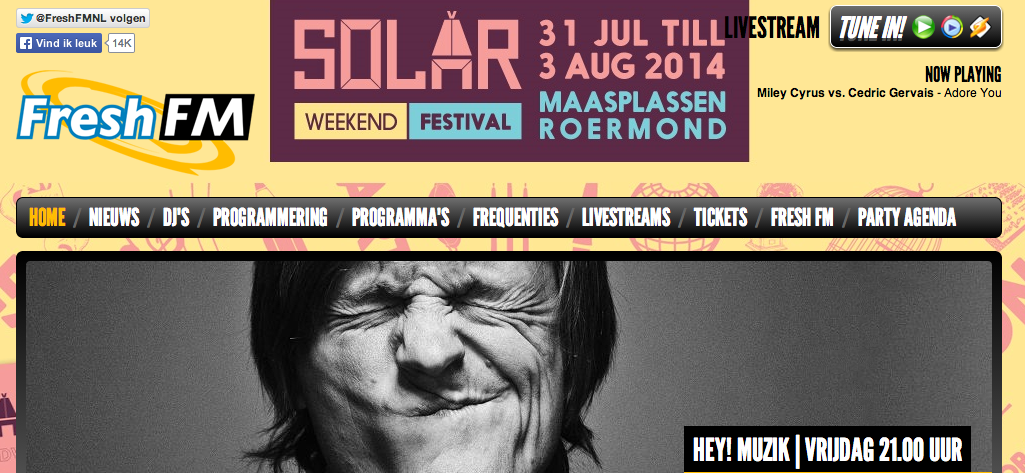 @FreshFMNL volgen
Vind ik leuk 14K
Fresh FM
SOLAR
WEEKEND FESTIVAL
31 JUL TILL
3 AUG 2014
MAASPLASSEN
ROERMOND
LIVESTREAM TUNE IN!
NOW PLAYING
Miley Cyrus vs. Cedric Gervais - Adore You
HOME / NIEUWS / DJ'S / PROGRAMMERING / PROGRAMMA'S / FREQUENTIES / LIVESTREAMS / TICKETS / FRESH FM / PARTY AGENDA
HEY! MUZIK | VRIJDAG 21.00 UUR